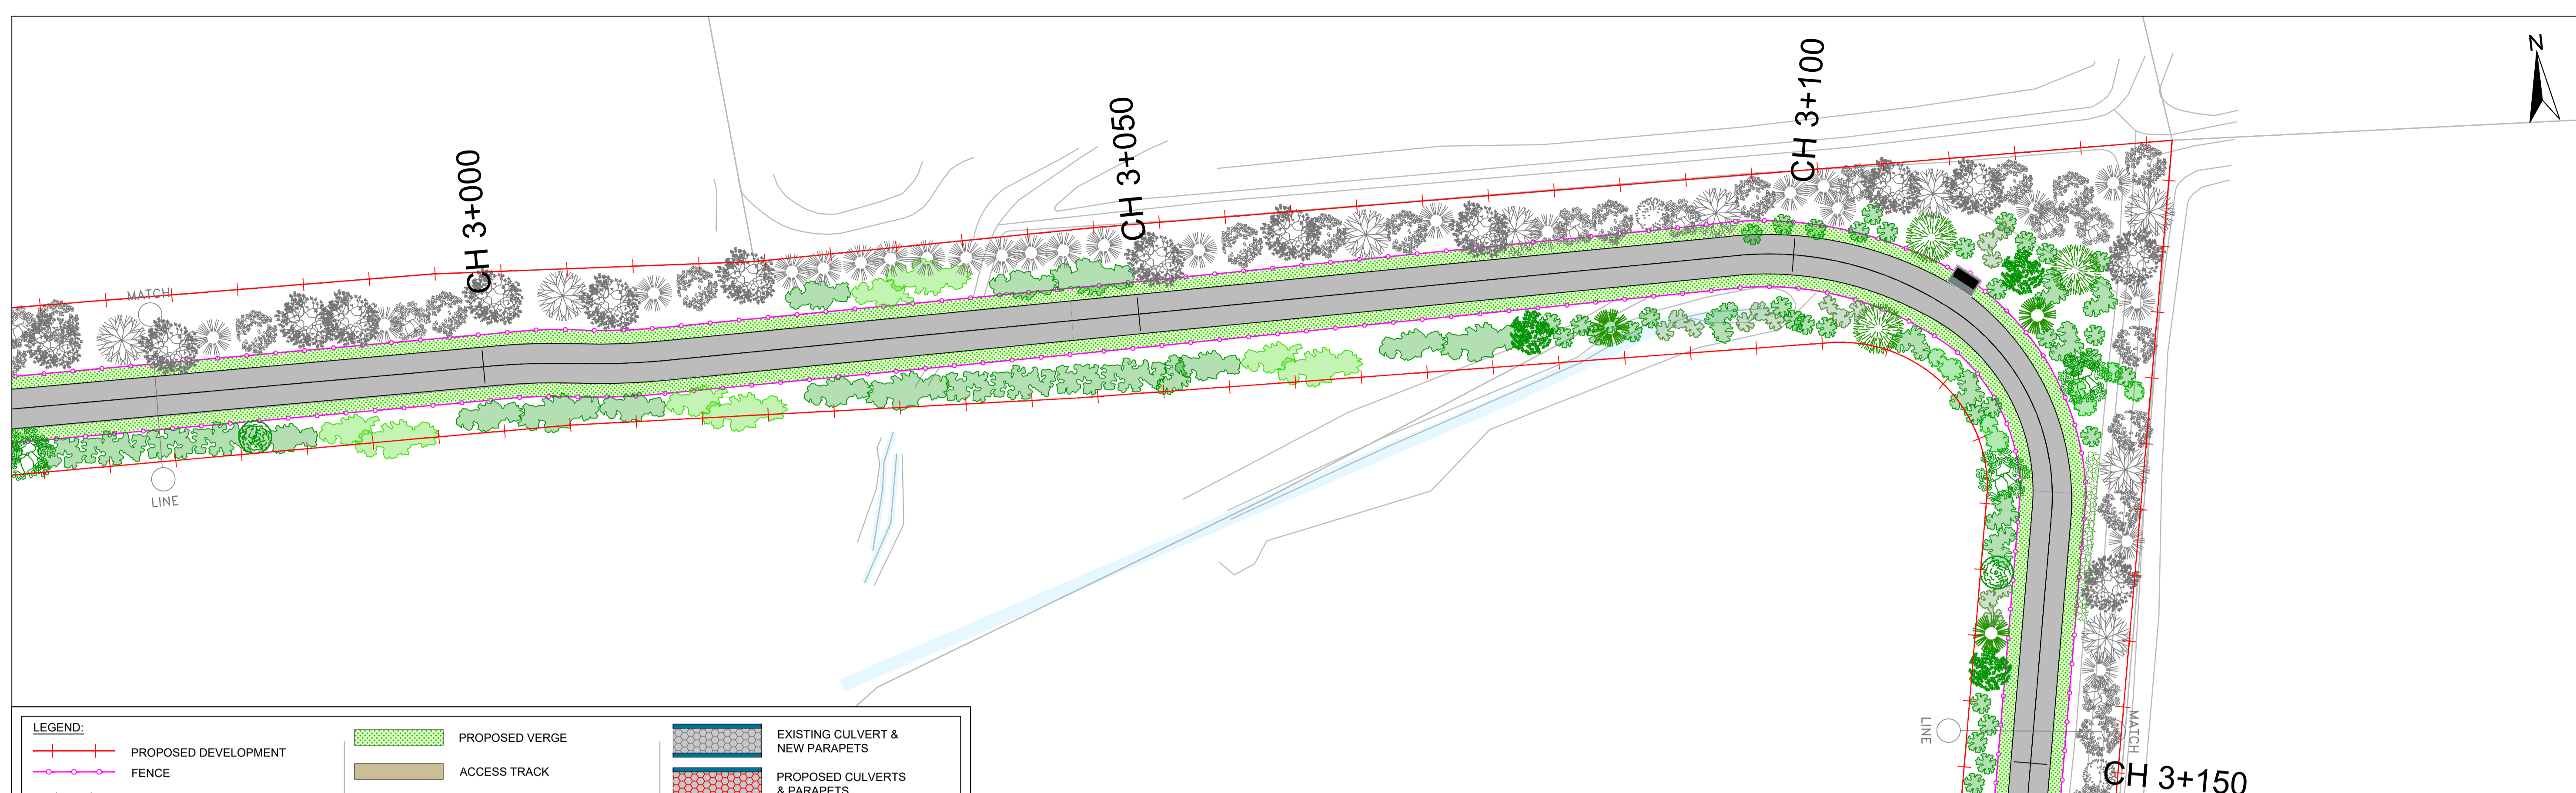 N
CH 3+100
CH 3+050
CH 3+000
MATCH
LINE
LINE
MATCH
CH 3+150
LEGEND:
PROPOSED DEVELOPMENT
FENCE
PROPOSED VERGE
ACCESS TRACK
EXISTING CULVERT &
NEW PARAPETS
PROPOSED CULVERTS
& PARAPETS